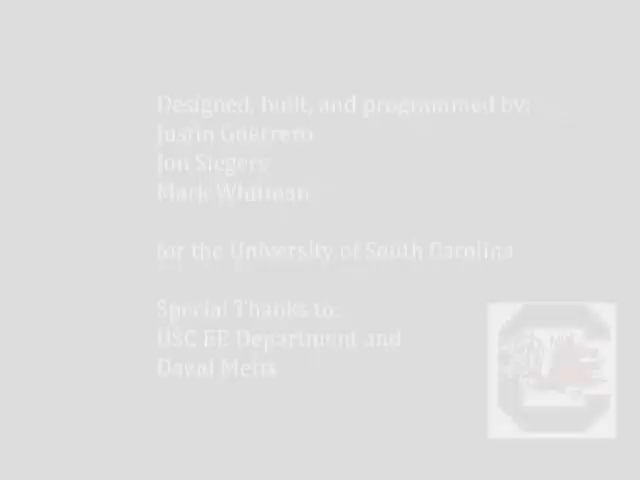 Designed, built, and programmed by:
Justin Guerrero
Jon Siegers
Mark Whitman
for the University of South Carolina
Special Thanks to:
USC EE Department and
David